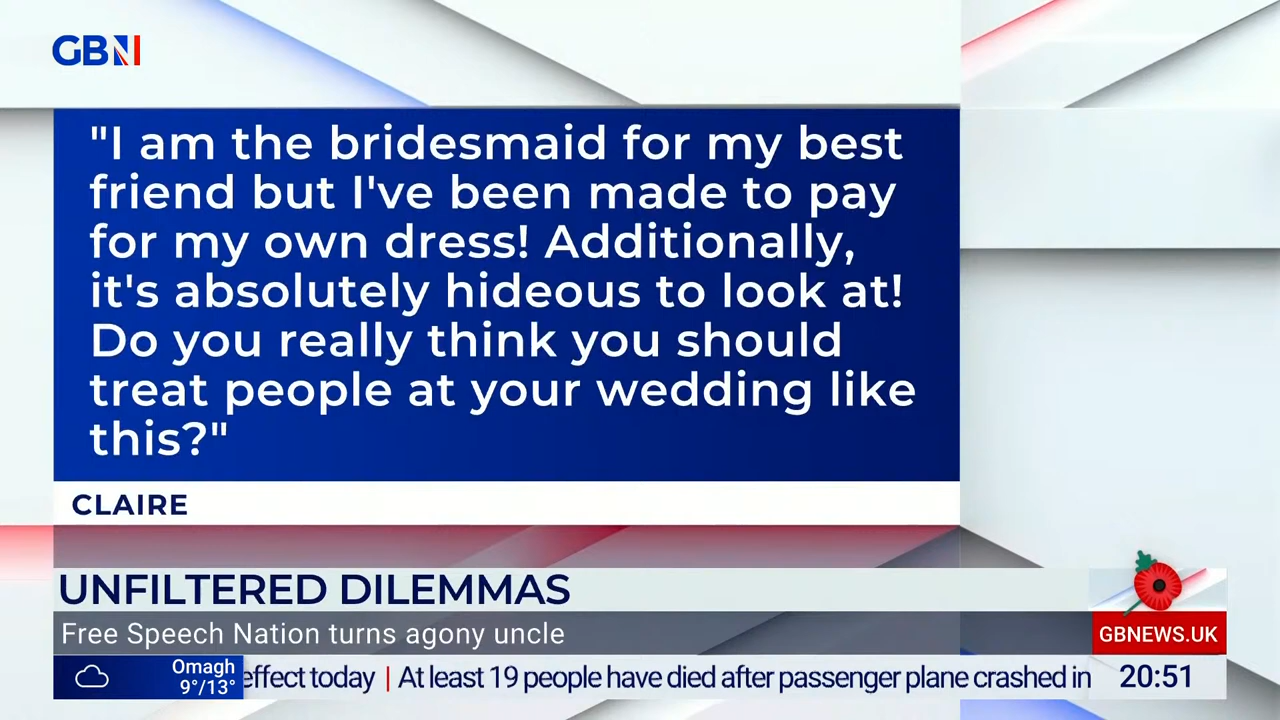 GBN
"I am the bridesmaid for my best
friend but I've been made to pay
for my own dress! Additionally,
it's absolutely hideous to look at!
Do you really think you should
treat people at your wedding like
this?"
CLAIRE
UNFILTERED DILEMMAS
Free Speech Nation turns agony uncle
GBNEWS.UK
Omagh
9°/13°
effect today | At least 19 people have died after passenger plane crashed in
20:51